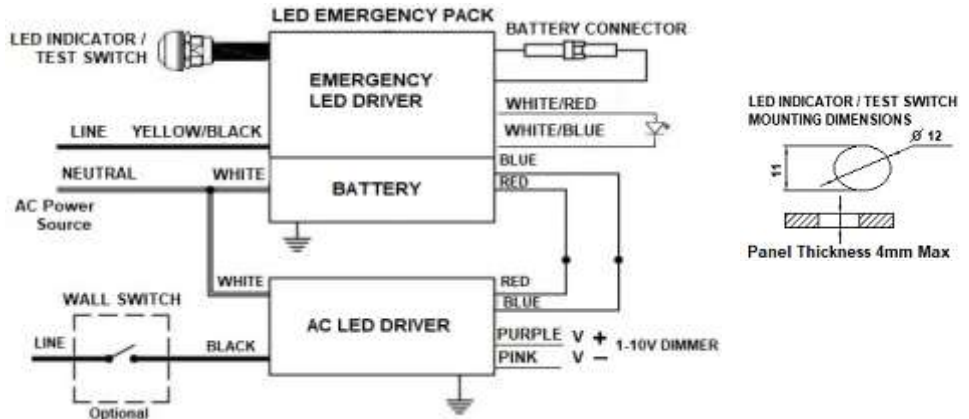 LED EMERGENCY PACK
LED INDICATOR /
TEST SWITCH
BATTERY CONNECTOR
EMERGENCY
LED DRIVER
WHITE/RED
WHITE/BLUE
LINE YELLOW/BLACK
NEUTRAL WHITE
BATTERY
BLUE
RED
AC Power
Source
WHITE
RED
BLUE
WALL SWITCH
AC LED DRIVER
LINE
BLACK
PURPLE V +
PINK V −
1-10V DIMMER
Optional
LED INDICATOR / TEST SWITCH
MOUNTING DIMENSIONS
Ø 12
11
Panel Thickness 4mm Max